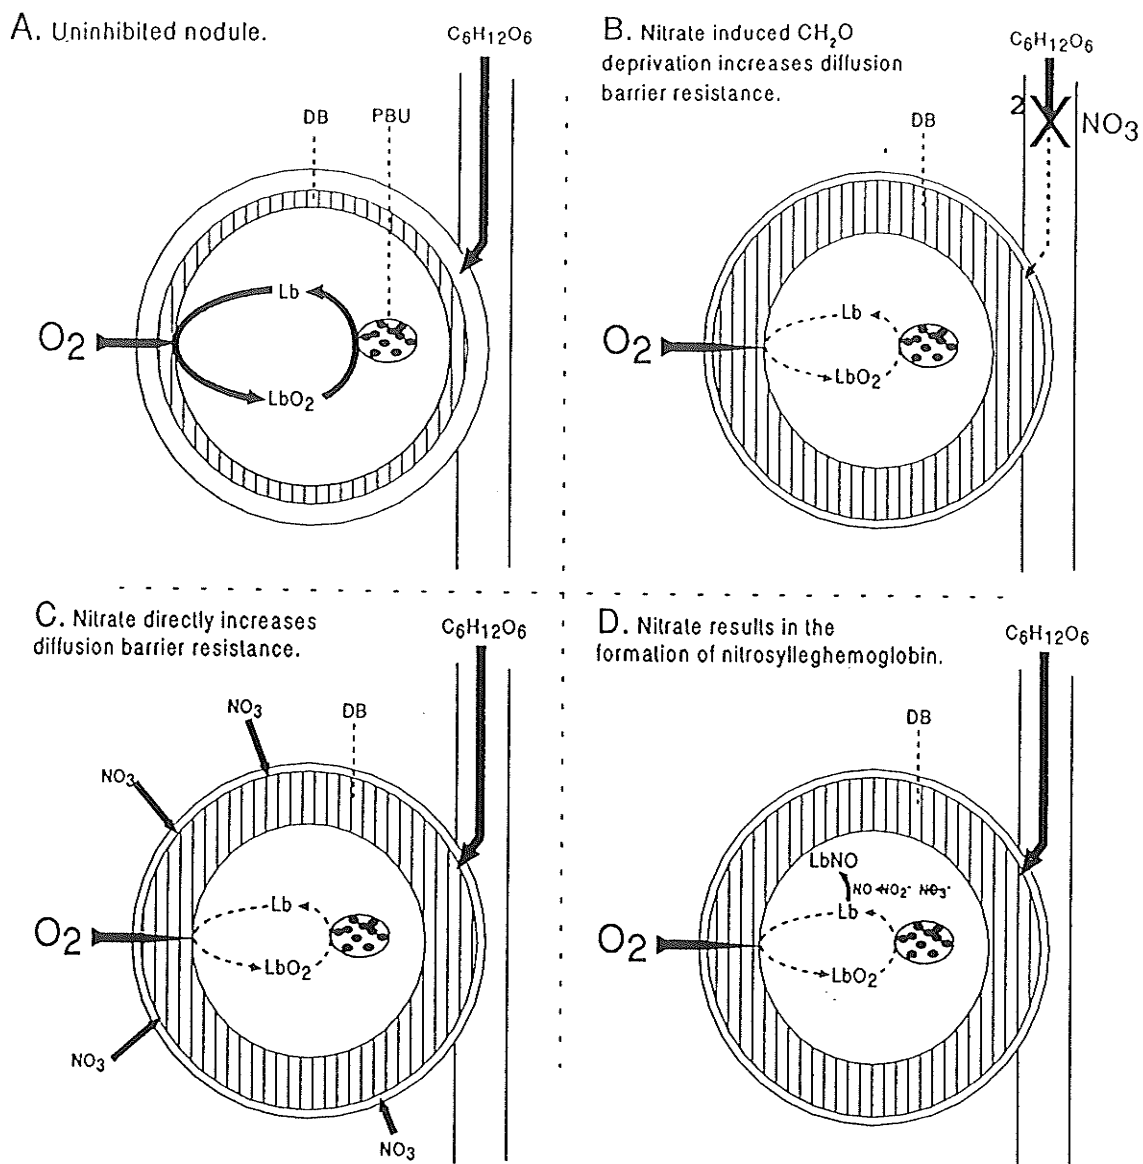 A. Uninhibited nodule.
C6H12O6
DB
PBU
Lb
O2
LbO2
B. Nitrate induced CH2O
deprivation increases diffusion
barrier resistance.
C6H12O6
2 X NO3
DB
Lb
O2
LbO2
C. Nitrate directly increases
diffusion barrier resistance.
C6H12O6
NO3
DB
NO3
Lb
O2
LbO2
NO3
NO3
D. Nitrate results in the
formation of nitrosylleghemoglobin.
C6H12O6
DB
LbNO
NO NO2- NO3-
Lb
O2
LbO2